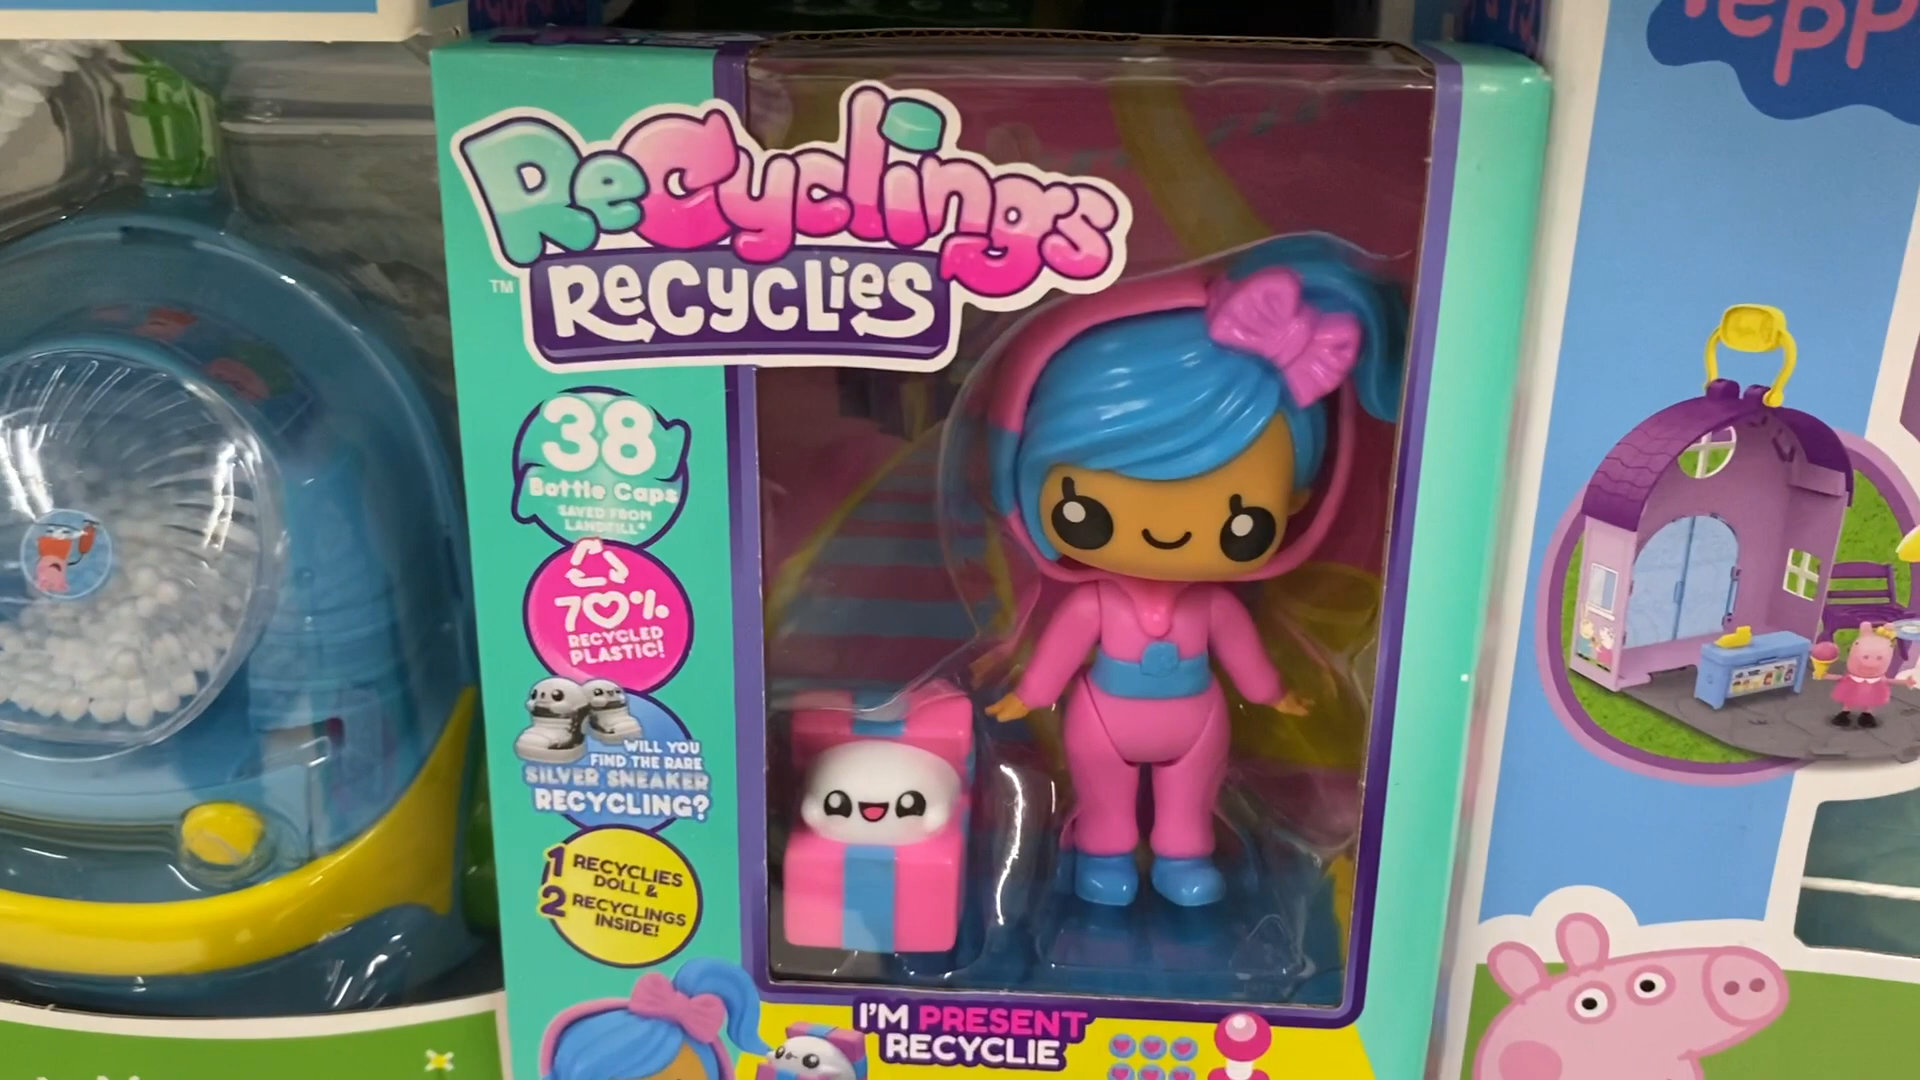 ReCyclings
ReCYCLieS
TM
38
Bottle Caps
SAVED FROM
LANDFILL*
70%
RECYCLED
PLASTIC!
WILL YOU
FIND THE RARE
SILVER SNEAKER
RECYCLING?
1 RECYCLIES
DOLL &
2 RECYCLINGS
INSIDE!
I'M PRESENT
RECYCLIE